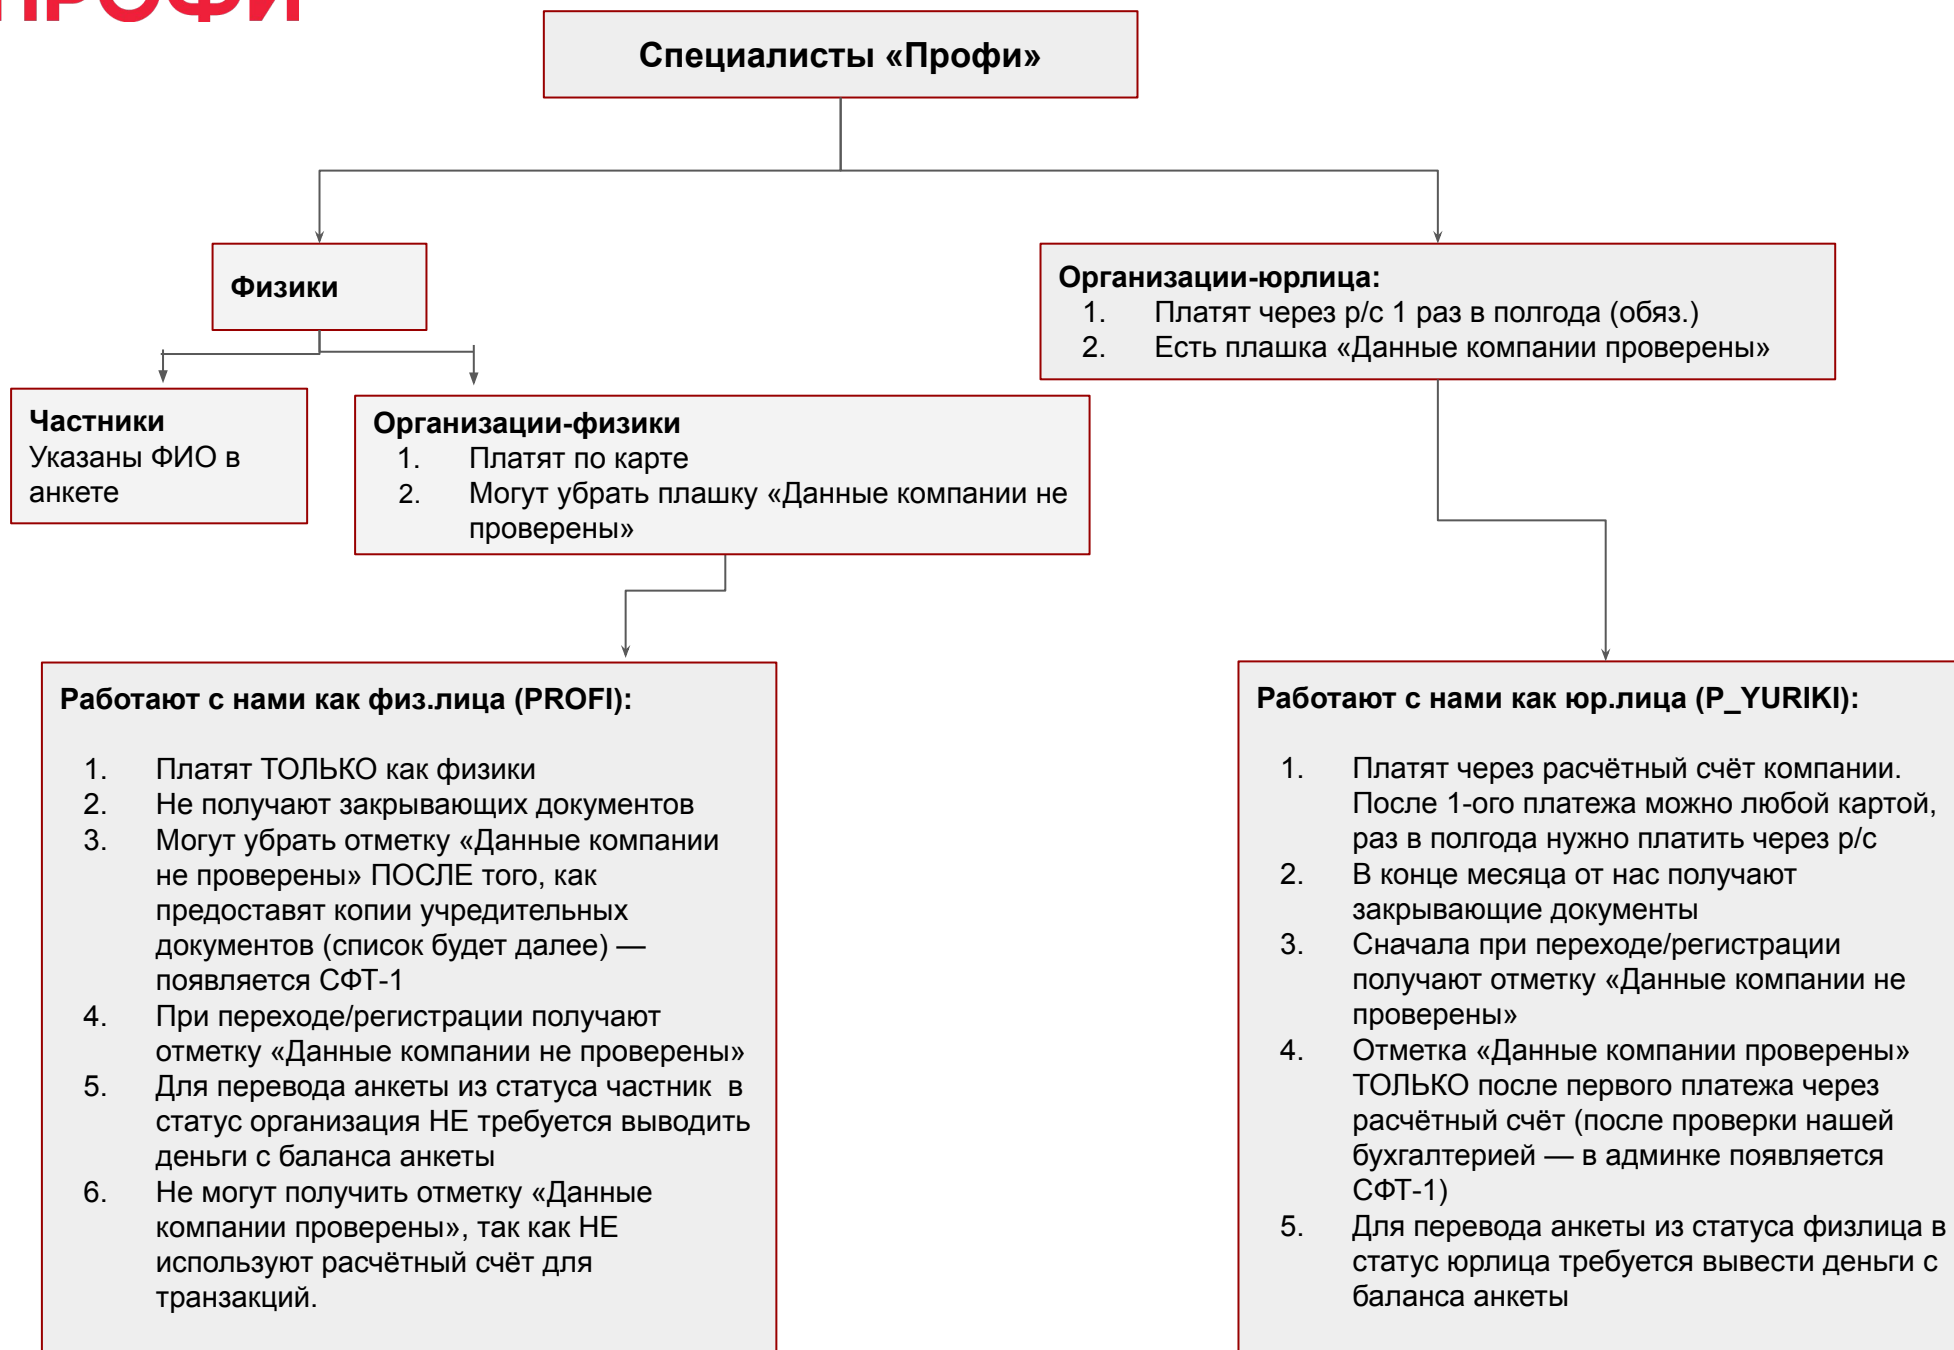 ПРОФИ
Специалисты «Профи»
Физики
Организации-юрлица:
1. Платят через р/с 1 раз в полгода (обяз.)
2. Есть плашка «Данные компании проверены»
Частники
Указаны ФИО в
анкете
Организации-физики
1. Платят по карте
2. Могут убрать плашку «Данные компании не
проверены»
Работают с нами как физ.лица (PROFI):
1. Платят ТОЛЬКО как физики
2. Не получают закрывающих документов
3. Могут убрать отметку «Данные компании
не проверены» ПОСЛЕ того, как
предоставят копии учредительных
документов (список будет далее) —
появляется СФТ-1
4. При переходе/регистрации получают
отметку «Данные компании не проверены»
5. Для перевода анкеты из статуса частник в
статус организация НЕ требуется выводить
деньги с баланса анкеты
6. Не могут получить отметку «Данные
компании проверены», так как НЕ
используют расчётный счёт для
транзакций.
Работают с нами как юр.лица (P_YURIKI):
1. Платят через расчётный счёт компании.
После 1-ого платежа можно любой картой,
раз в полгода нужно платить через р/с
2. В конце месяца от нас получают
закрывающие документы
3. Сначала при переходе/регистрации
получают отметку «Данные компании не
проверены»
4. Отметка «Данные компании проверены»
ТОЛЬКО после первого платежа через
расчётный счёт (после проверки нашей
бухгалтерией — в админке появляется
СФТ-1)
5. Для перевода анкеты из статуса физлица в
статус юрлица требуется вывести деньги с
баланса анкеты